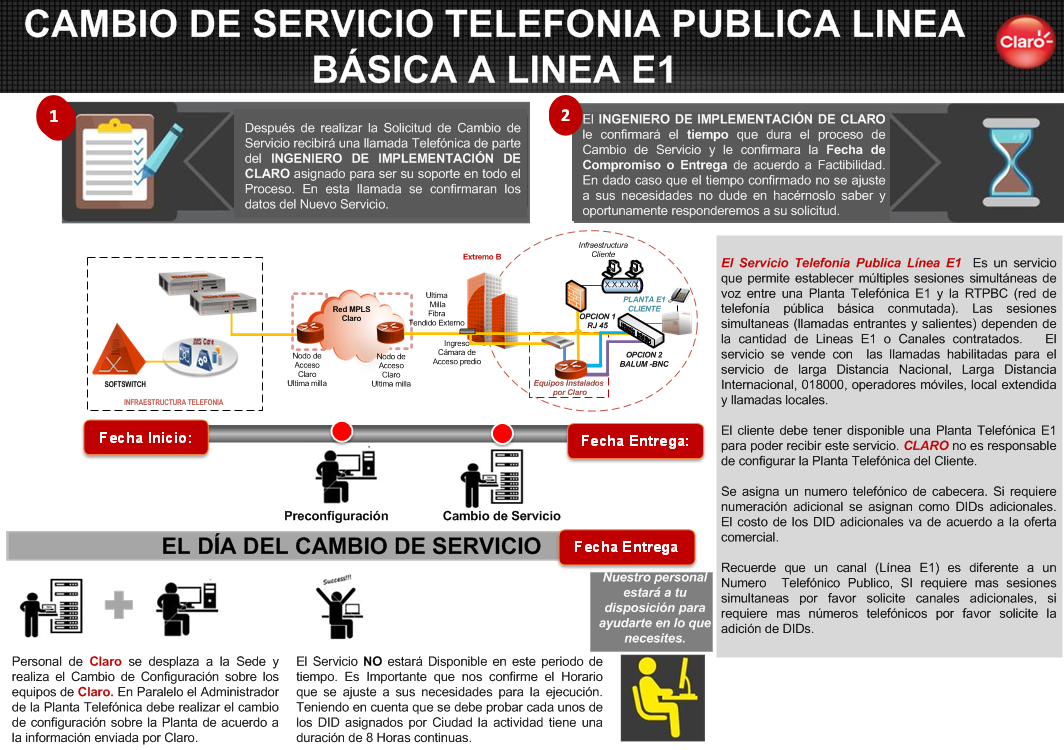 CAMBIO DE SERVICIO TELEFONIA PUBLICA LINEA
BÁSICA A LINEA E1
Claro
1
Después de realizar la Solicitud de Cambio de
Servicio recibirá una llamada Telefónica de parte
del INGENIERO DE IMPLEMENTACIÓN DE
CLARO asignado para ser su soporte en todo el
Proceso. En esta llamada se confirmaran los
datos del Nuevo Servicio.
2
El INGENIERO DE IMPLEMENTACIÓN DE CLARO
le confirmará el tiempo que dura el proceso de
Cambio de Servicio y le confirmara la Fecha de
Compromiso o Entrega de acuerdo a Factibilidad.
En dado caso que el tiempo confirmado no se ajuste
a sus necesidades no dude en hacérnoslo saber y
oportunamente responderemos a su solicitud.
SOFTSWITCH
IMS Core
INFRAESTRUCTURA TELEFONIA
Red MPLS
Claro
Nodo de
Acceso
Claro
Ultima milla
Nodo de
Acceso
Claro
Ultima milla
Ultima
Milla
Fibra
Tendido Externo
Ingreso
Cámara de
Acceso predio
Extremo B
Infraestructura
Cliente
X.X.X.X/X
PLANTA E1
CLIENTE
OPCION 1
RJ 45
OPCION 2
BALUM -BNC
Equipos Instalados
por Claro
El Servicio Telefonia Publica Línea E1 Es un servicio
que permite establecer múltiples sesiones simultáneas de
voz entre una Planta Telefónica E1 y la RTPBC (red de
telefonía pública básica conmutada). Las sesiones
simultaneas (llamadas entrantes y salientes) dependen de
la cantidad de Lineas E1 o Canales contratados. El
servicio se vende con las llamadas habilitadas para el
servicio de larga Distancia Nacional, Larga Distancia
Internacional, 018000, operadores móviles, local extendida
y llamadas locales.
El cliente debe tener disponible una Planta Telefónica E1
para poder recibir este servicio. CLARO no es responsable
de configurar la Planta Telefónica del Cliente.
Se asigna un numero telefónico de cabecera. Si requiere
numeración adicional se asignan como DIDs adicionales.
El costo de los DID adicionales va de acuerdo a la oferta
comercial.
Recuerde que un canal (Línea E1) es diferente a un
Numero Telefónico Publico, SI requiere mas sesiones
simultaneas por favor solicite canales adicionales, si
requiere mas números telefónicos por favor solicite la
adición de DIDs.
Fecha Inicio:
Fecha Entrega:
Preconfiguración
Cambio de Servicio
EL DÍA DEL CAMBIO DE SERVICIO
Fecha Entrega
Success!!!
Nuestro personal
estará a tu
disposición para
ayudarte en lo que
necesites.
Personal de Claro se desplaza a la Sede y
realiza el Cambio de Configuración sobre los
equipos de Claro. En Paralelo el Administrador
de la Planta Telefónica debe realizar el cambio
de configuración sobre la Planta de acuerdo a
la información enviada por Claro.
El Servicio NO estará Disponible en este periodo de
tiempo. Es Importante que nos confirme el Horario
que se ajuste a sus necesidades para la ejecución.
Teniendo en cuenta que se debe probar cada unos de
los DID asignados por Ciudad la actividad tiene una
duración de 8 Horas continuas.